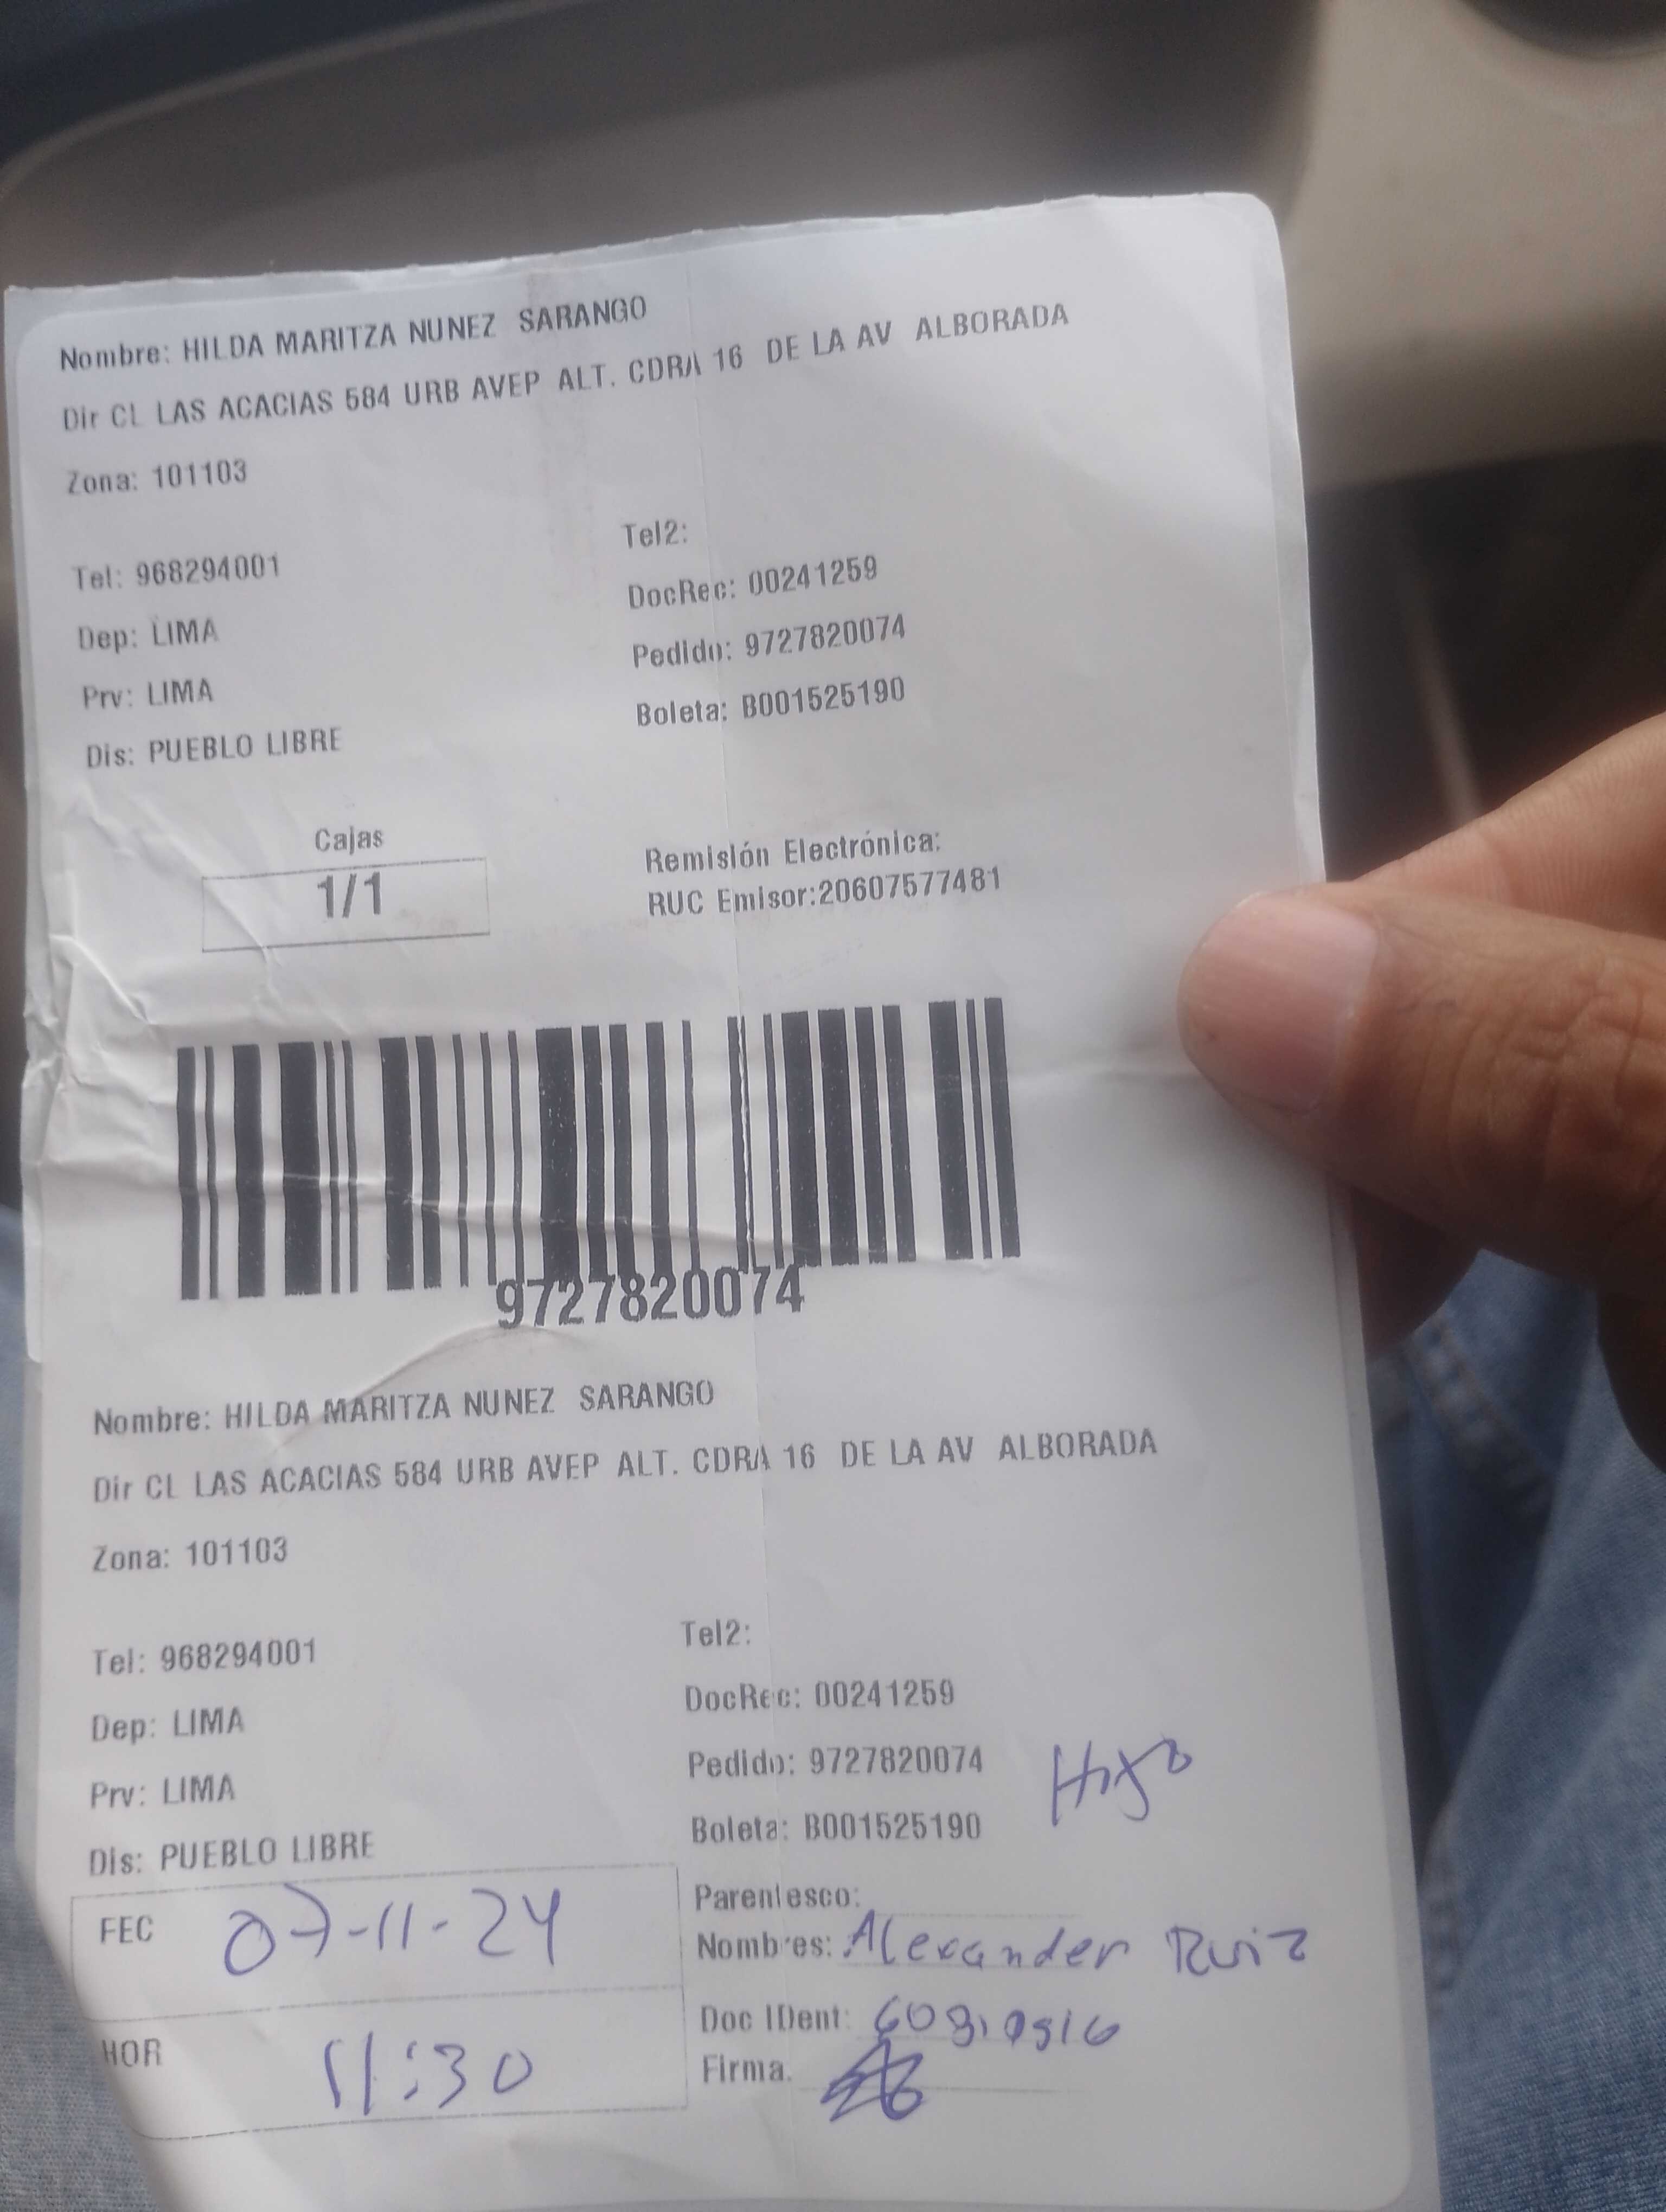 Nombre: HILDA MARITZA NUNEZ SARANGO
Dir CL LAS ACACIAS 584 URB AVEP ALT. CDRA 16 DE LA AV ALBORADA
Zona: 101103
Tel2:
Tel: 968294001
DocRec: 00241259
Dep: LIMA
Pedido: 9727820074
Prv: LIMA
Boleta: B001525190
Dis: PUEBLO LIBRE
Cajas
1/1
Remisión Electrónica:
RUC Emisor:20607577481
9727820074
Nombre: HILDA MARITZA NUNEZ SARANGO
Dir CL LAS ACACIAS 584 URB AVEP ALT. CDRA 16 DE LA AV ALBORADA
Zona: 101103
Tel2:
Tel: 968294001
DocRec: 00241259
Dep: LIMA
Pedido: 9727820074
Hijo
Prv: LIMA
Boleta: B001525190
Dis: PUEBLO LIBRE
Parentesco:
FEC 07-11-24
Nombres: Alexander Ruiz
Doc IDent:
HOR 11:30
Firma.